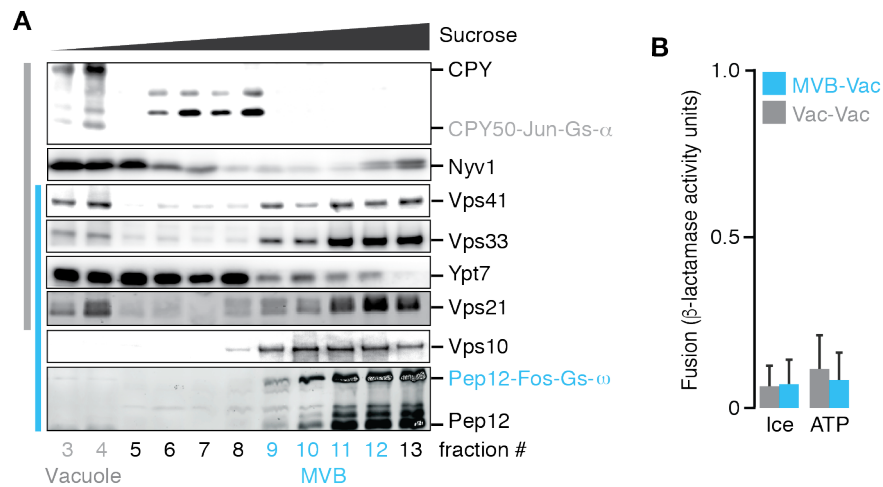 A
Sucrose
CPY
CPY50-Jun-Gs-α
Nyv1
Vps41
Vps33
Ypt7
Vps21
Vps10
Pep12-Fos-Gs-ω
Pep12
3 4 5 6 7 8 9 10 11 12 13 fraction #
Vacuole MVB
B
Fusion (β-lactamase activity units)
1.0
0.5
0
MVB-Vac
Vac-Vac
Ice ATP